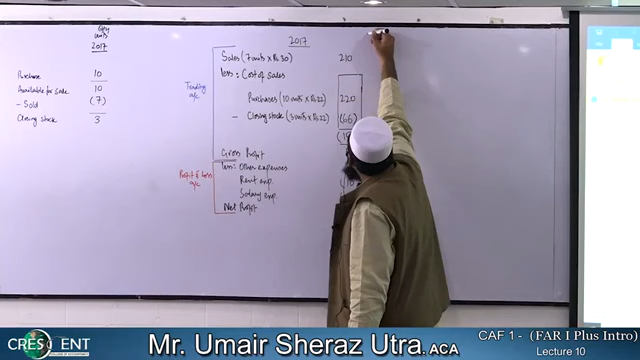 Qty
units
2017
Purchase 10
Available for sale 10
- Sold (7)
Closing stock 3
2017
Sales (7 units x Rs.30) 210
less: Cost of sales
Trading
a/c
Purchases (10 units x Rs.22) 220
- Closing stock (3 units x Rs.22) (66)
Gross Profit
less: Other expenses
Profit & loss
a/c
Rent exp.
Salary exp.
Net Profit
CRESCENT
COLLEGE OF ACCOUNTANCY
Mr. Umair Sheraz Utra. ACA
CAF 1 - (FAR I Plus Intro)
Lecture 10